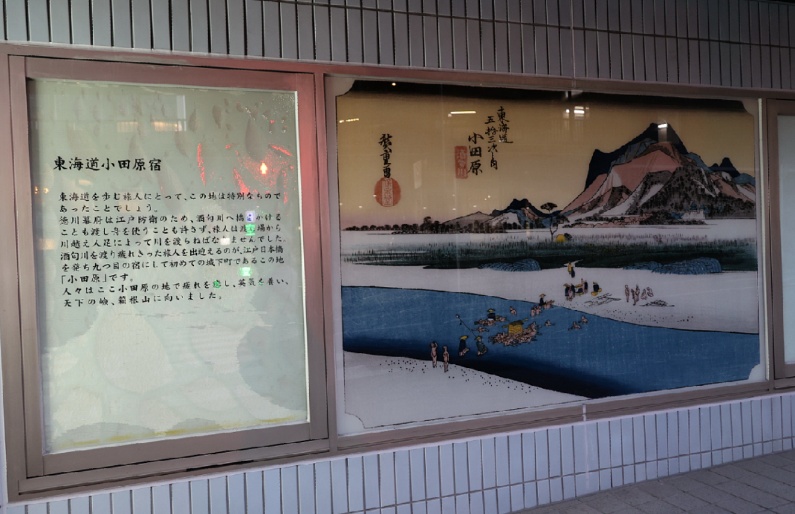 東海道小田原宿
東海道を歩む旅人にとって、この地は特別なもので
あったことでしょう。
徳川幕府は江戸防衛のため、酒匂川へ橋をかける
ことも渡し舟を使うことも許さず、旅人は渡し場から
川越え人足によって川を渡らねばなりませんでした。
酒匂川を渡り疲れきった旅人を出迎えるのが、江戸日本橋
を発ち九つ目の宿にして初めての城下町であるこの地
「小田原」です。
人々はここ小田原の地で疲れを癒し、英気を養い、
天下の嶮、箱根山に向いました。
東海道
五拾三次ノ内
小田原
廣重画